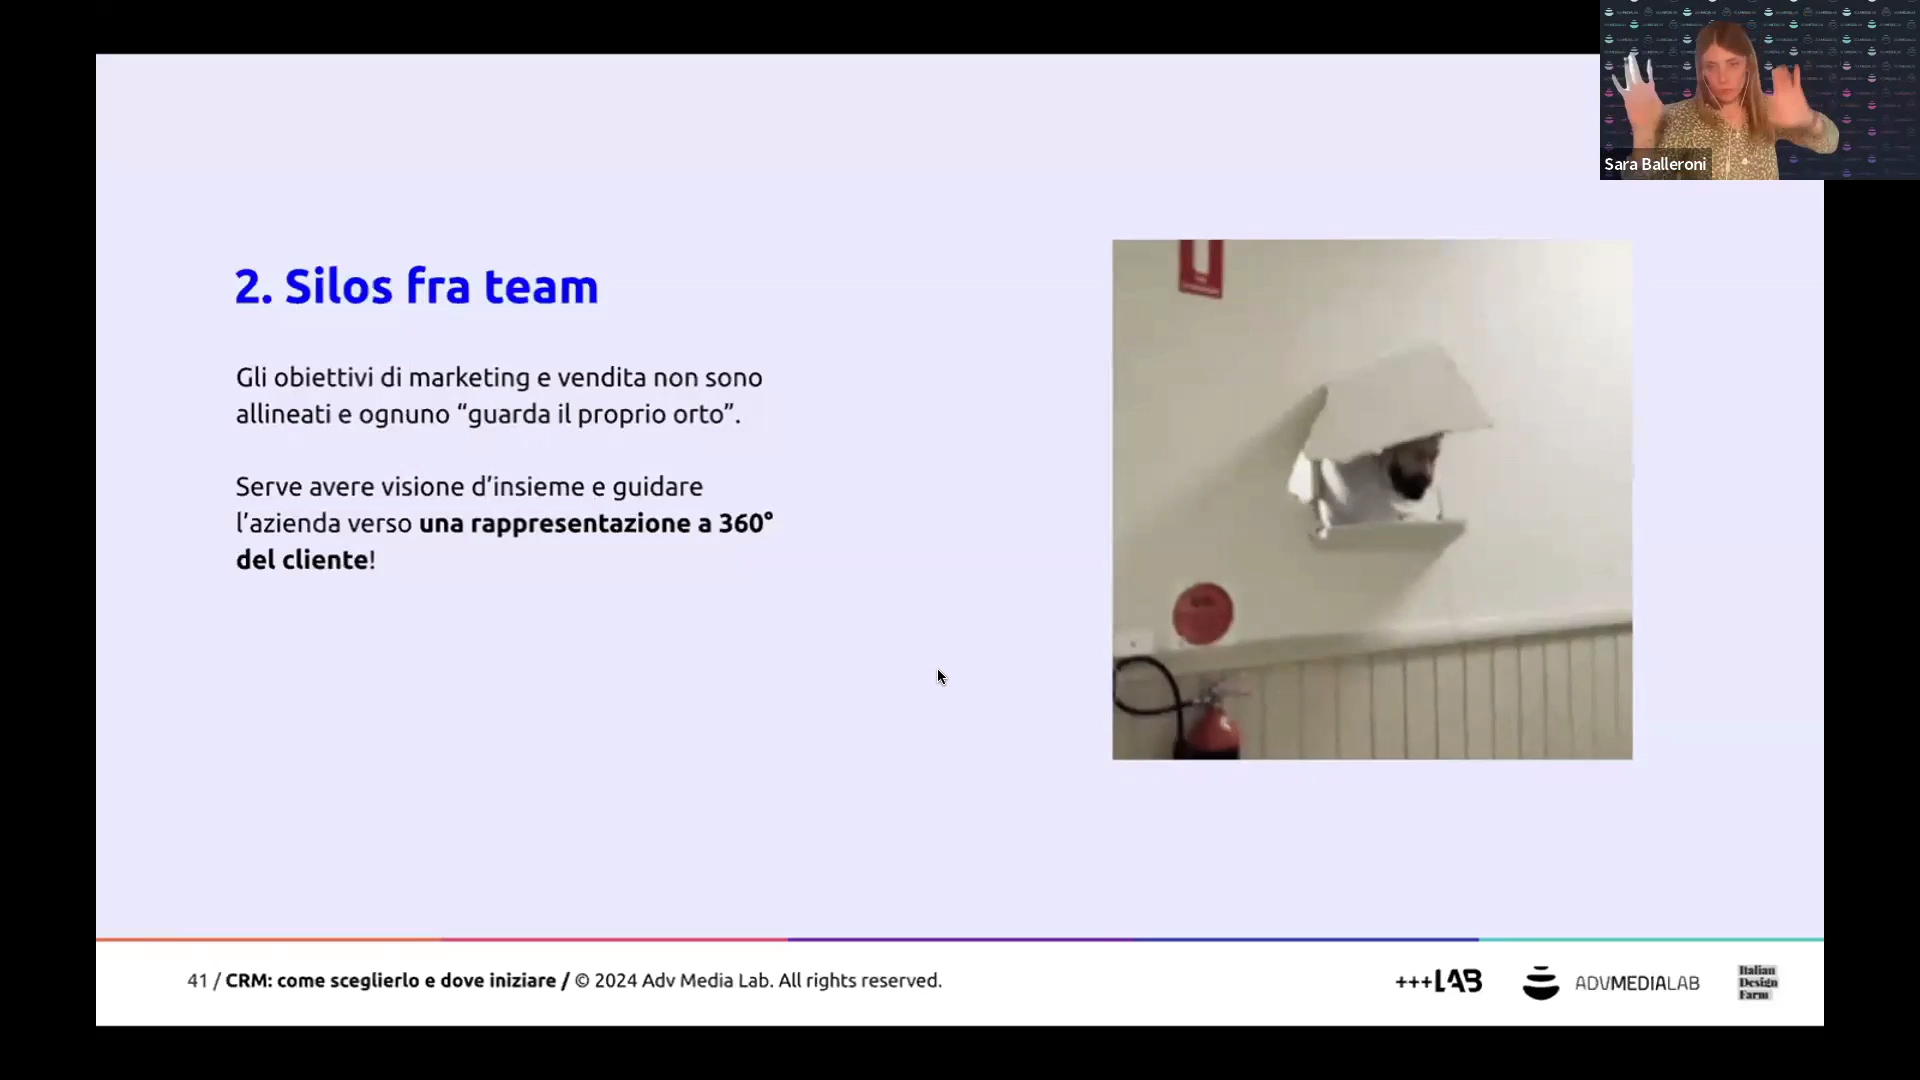 Sara Balleroni
2. Silos fra team
Gli obiettivi di marketing e vendita non sono
allineati e ognuno “guarda il proprio orto”.
Serve avere visione d’insieme e guidare
l’azienda verso una rappresentazione a 360°
del cliente!
41 / CRM: come sceglierlo e dove iniziare / © 2024 Adv Media Lab. All rights reserved.
+++LAB
ADVMEDIALAB
Italian
Design
Farm